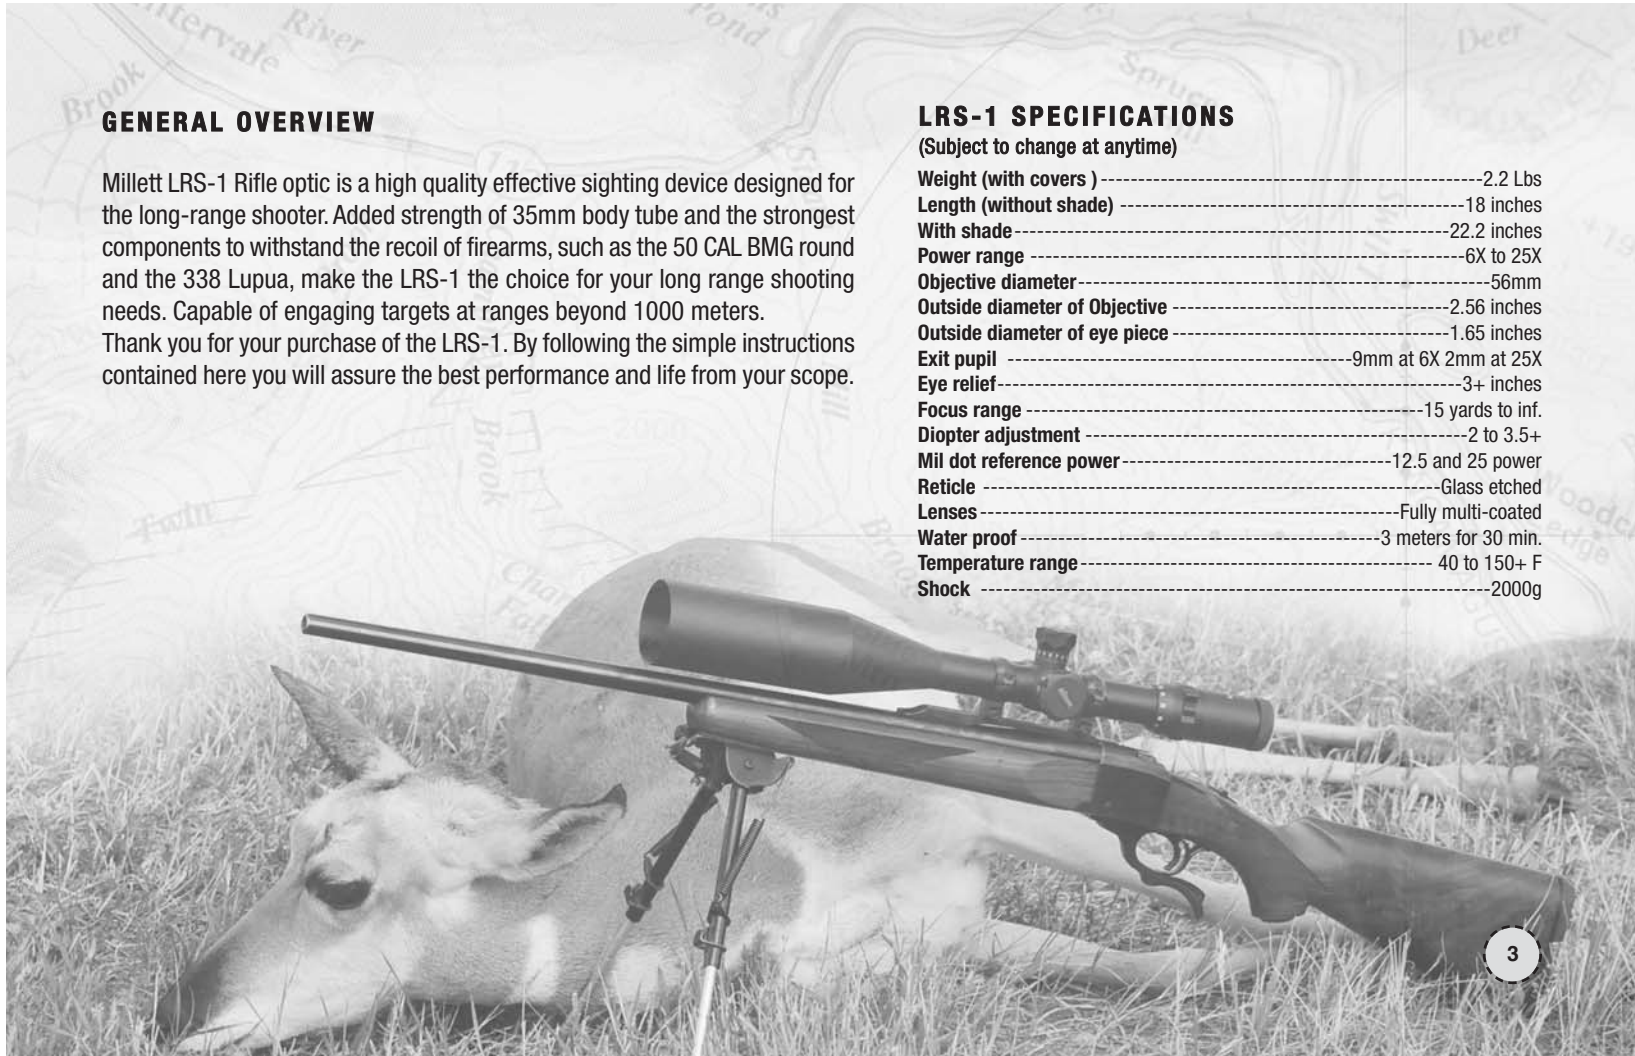 GENERAL OVERVIEW
Millett LRS-1 Rifle optic is a high quality effective sighting device designed for
the long-range shooter. Added strength of 35mm body tube and the strongest
components to withstand the recoil of firearms, such as the 50 CAL BMG round
and the 338 Lupua, make the LRS-1 the choice for your long range shooting
needs. Capable of engaging targets at ranges beyond 1000 meters.
Thank you for your purchase of the LRS-1. By following the simple instructions
contained here you will assure the best performance and life from your scope.
LRS-1 SPECIFICATIONS
(Subject to change at anytime)
Weight (with covers )----------------------------------------------------2.2 Lbs
Length (without shade) -----------------------------------------------18 inches
With shade-----------------------------------------------------------22.2 inches
Power range -----------------------------------------------------------6X to 25X
Objective diameter--------------------------------------------------------56mm
Outside diameter of Objective --------------------------------------2.56 inches
Outside diameter of eye piece --------------------------------------1.65 inches
Exit pupil -----------------------------------------------9mm at 6X 2mm at 25X
Eye relief---------------------------------------------------------------3+ inches
Focus range ------------------------------------------------------15 yards to inf.
Diopter adjustment ----------------------------------------------------2 to 3.5+
Mil dot reference power-------------------------------------12.5 and 25 power
Reticle --------------------------------------------------------------Glass etched
Lenses---------------------------------------------------------Fully multi-coated
Water proof-------------------------------------------------3 meters for 30 min.
Temperature range------------------------------------------------ 40 to 150+ F
Shock ---------------------------------------------------------------------2000g
Intervale
River
Brook
Pond
Spruce
Deer
Twin
Brook
2000
3